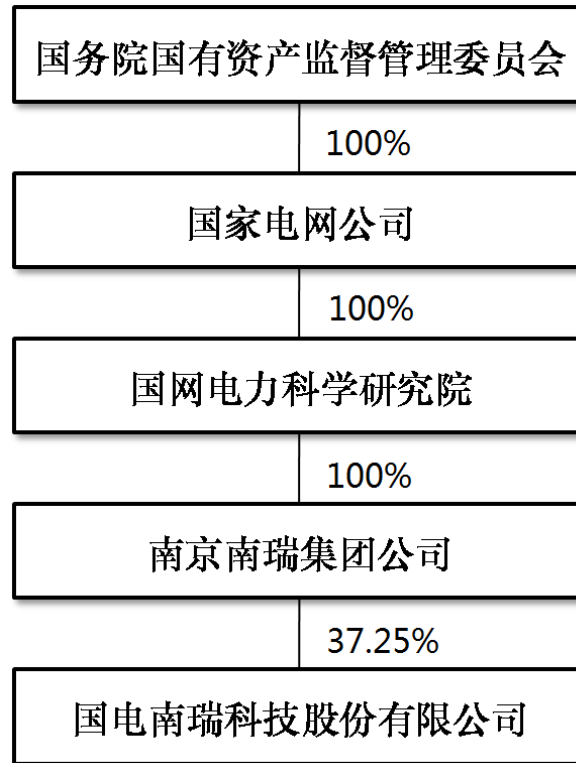 国务院国有资产监督管理委员会
100%
国家电网公司
100%
国网电力科学研究院
100%
南京南瑞集团公司
37.25%
国电南瑞科技股份有限公司